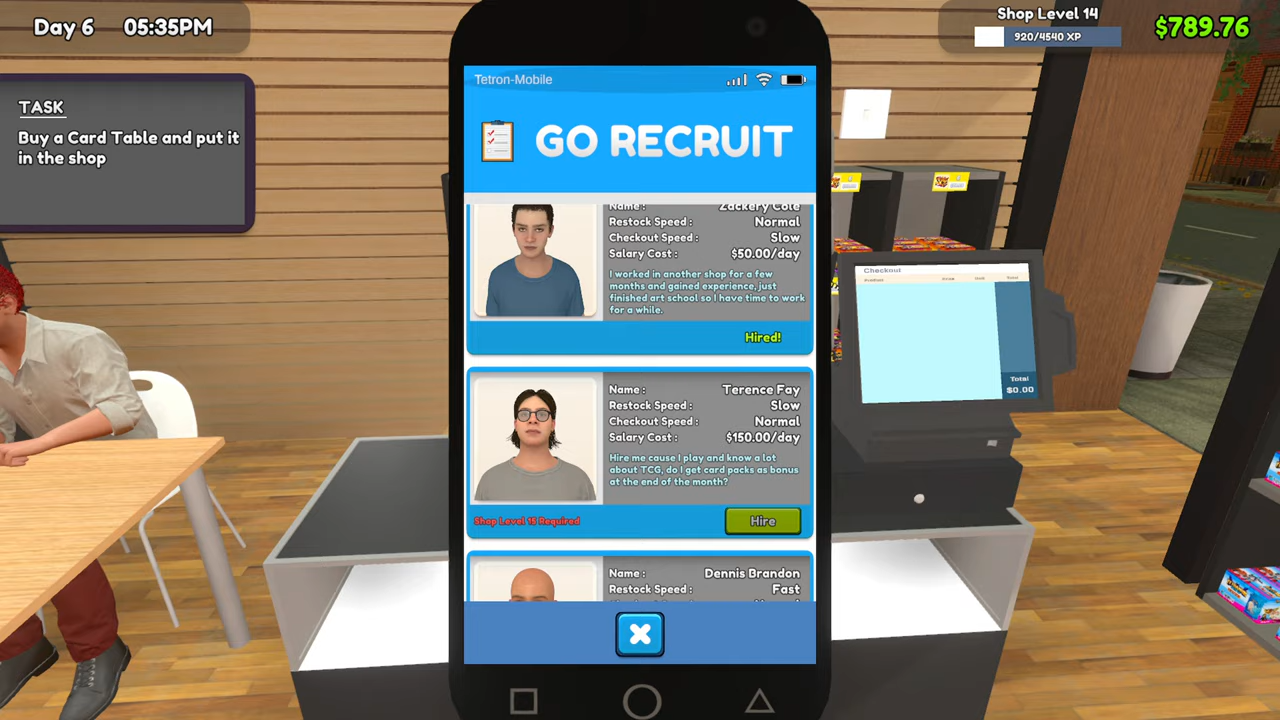 Day 6 05:35PM
Shop Level 14
920/4540 XP
$789.76
TASK
Buy a Card Table and put it
in the shop
Tetron-Mobile
GO RECRUIT
Name : Zackery Cote
Restock Speed : Normal
Checkout Speed : Slow
Salary Cost : $50.00/day
I worked in another shop for a few
months and gained experience, just
finished art school so I have time to work
for a while.
Hired!
Name : Terence Fay
Restock Speed : Slow
Checkout Speed : Normal
Salary Cost : $150.00/day
Hire me cause I play and know a lot
about TCG, do I get card packs as bonus
at the end of the month?
Shop Level 15 Required
Hire
Name : Dennis Brandon
Restock Speed : Fast
Checkout
Total
$0.00